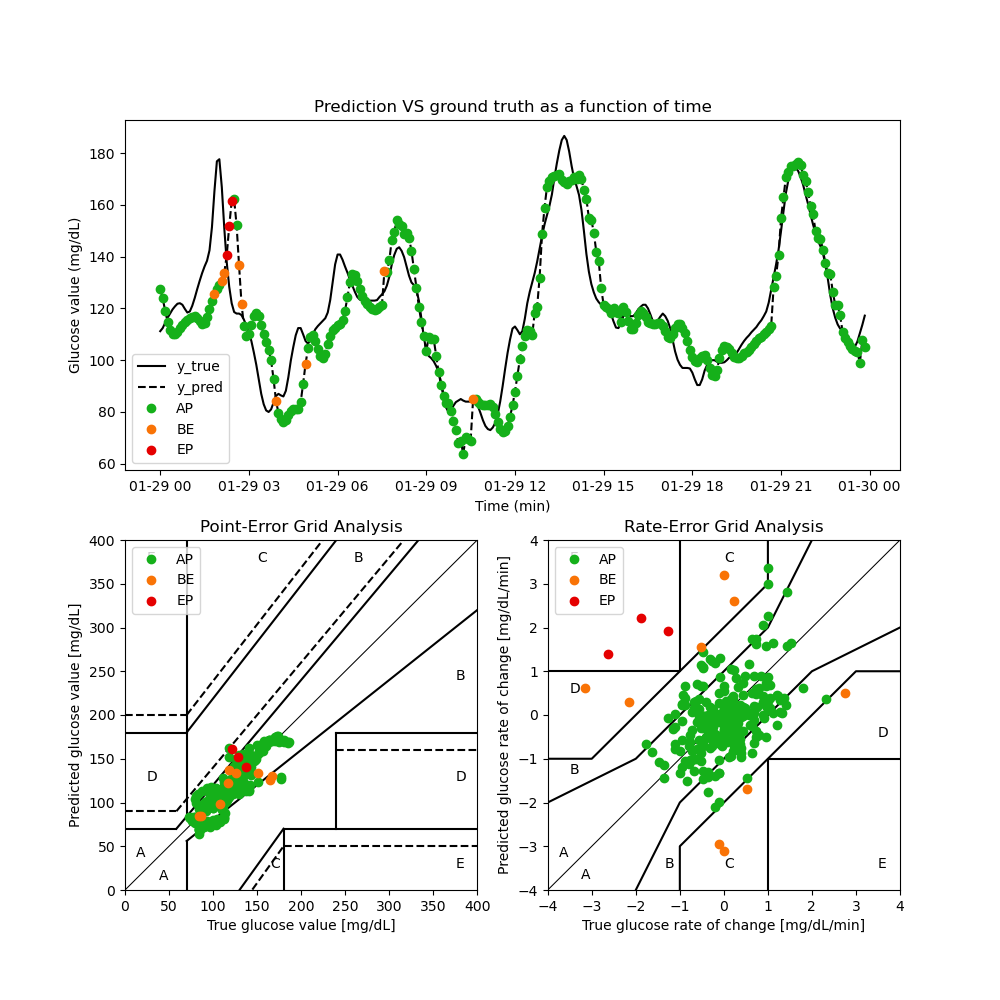 Prediction VS ground truth as a function of time
Glucose value (mg/dL)
180
160
140
120
100
80
60
y_true
y_pred
AP
BE
EP
01-29 00 01-29 03 01-29 06 01-29 09 01-29 12 01-29 15 01-29 18 01-29 21 01-30 00
Time (min)
Point-Error Grid Analysis
Predicted glucose value [mg/dL]
400
350
300
250
200
150
100
50
0
AP
BE
EP
C
B
B
D
D
A
A
C
E
0 50 100 150 200 250 300 350 400
True glucose value [mg/dL]
Rate-Error Grid Analysis
Predicted glucose rate of change [mg/dL/min]
4
3
2
1
0
−1
−2
−3
−4
AP
BE
EP
C
D
D
B
A
A
B
C
E
−4 −3 −2 −1 0 1 2 3 4
True glucose rate of change [mg/dL/min]